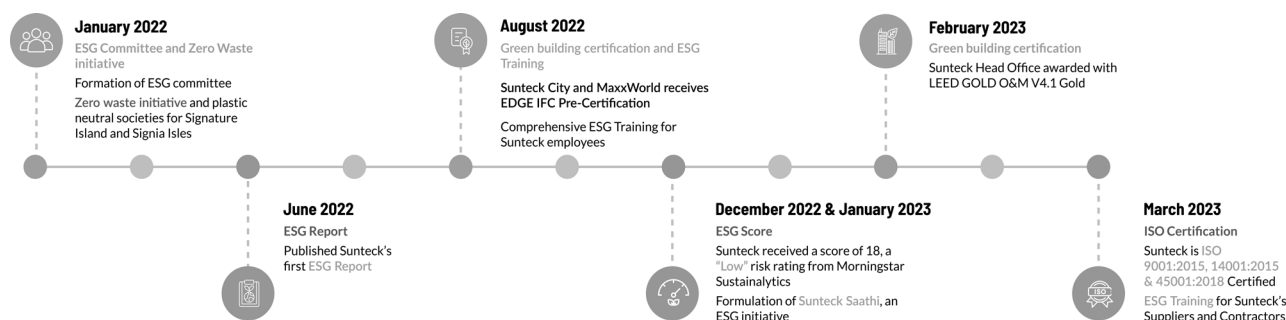 January 2022
ESG Committee and Zero Waste
initiative
Formation of ESG committee
Zero waste initiative and plastic
neutral societies for Signature
Island and Signia Isles
June 2022
ESG Report
Published Sunteck's
first ESG Report
August 2022
Green building certification and ESG
Training
Sunteck City and MaxxWorld receives
EDGE IFC Pre-Certification
Comprehensive ESG Training for
Sunteck employees
December 2022 & January 2023
ESG Score
Sunteck received a score of 18, a
“Low” risk rating from Morningstar
Sustainalytics
Formulation of Sunteck Saathi, an
ESG initiative
February 2023
Green building certification
Sunteck Head Office awarded with
LEED GOLD O&M V4.1 Gold
March 2023
ISO Certification
Sunteck is ISO
9001:2015, 14001:2015
& 45001:2018 Certified
ESG Training for Sunteck's
Suppliers and Contractors
ISO